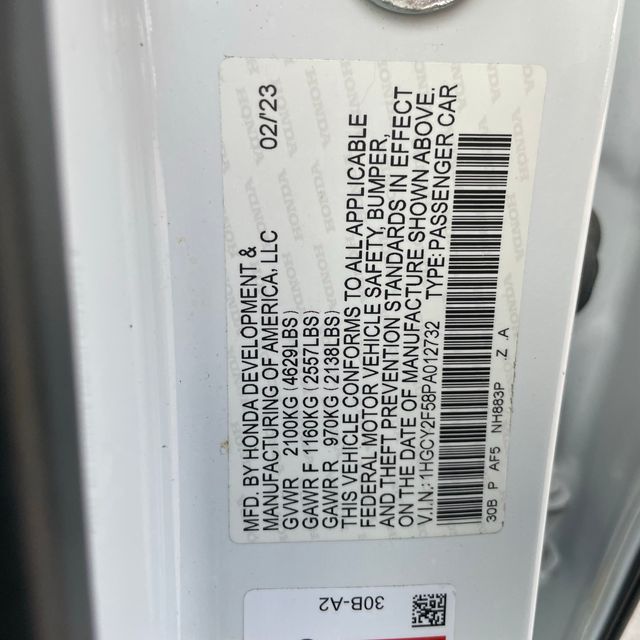 MFD. BY HONDA DEVELOPMENT &
MANUFACTURING OF AMERICA, LLC 02/'23
GVWR 2100KG (4629LBS)
GAWR F 1160KG (2557LBS)
GAWR R 970KG (2138LBS)
THIS VEHICLE CONFORMS TO ALL APPLICABLE
FEDERAL MOTOR VEHICLE SAFETY, BUMPER,
AND THEFT PREVENTION STANDARDS IN EFFECT
ON THE DATE OF MANUFACTURE SHOWN ABOVE.
V.I.N.: 1HGCY2F58PA012732 TYPE: PASSENGER CAR
30B P AF5 NH883P Z A
30B-A2
HONDA